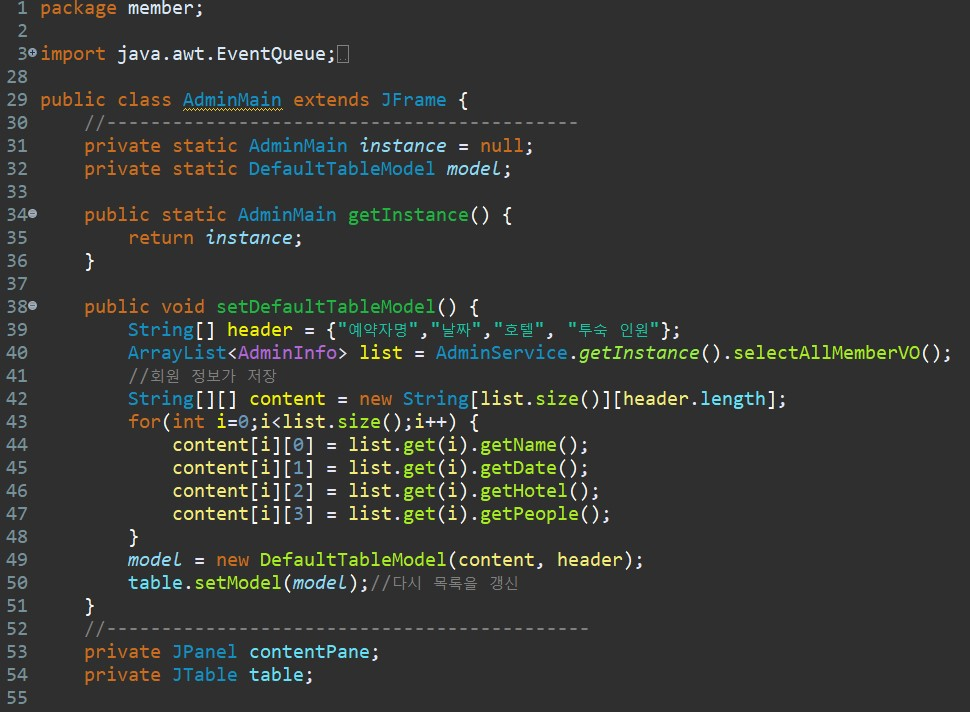 1 package member;
2
3 import java.awt.EventQueue;
28
29 public class AdminMain extends JFrame {
30     //-------------------------------------------
31     private static AdminMain instance = null;
32     private static DefaultTableModel model;
33
34     public static AdminMain getInstance() {
35         return instance;
36     }
37
38     public void setDefaultTableModel() {
39         String[] header = {"예약자명","날짜","호텔", "투숙 인원"};
40         ArrayList<AdminInfo> list = AdminService.getInstance().selectAllMemberVO();
41         //회원 정보가 저장
42         String[][] content = new String[list.size()][header.length];
43         for(int i=0;i<list.size();i++) {
44             content[i][0] = list.get(i).getName();
45             content[i][1] = list.get(i).getDate();
46             content[i][2] = list.get(i).getHotel();
47             content[i][3] = list.get(i).getPeople();
48         }
49         model = new DefaultTableModel(content, header);
50         table.setModel(model);//다시 목록을 갱신
51     }
52     //--------------------------------------------
53     private JPanel contentPane;
54     private JTable table;
55